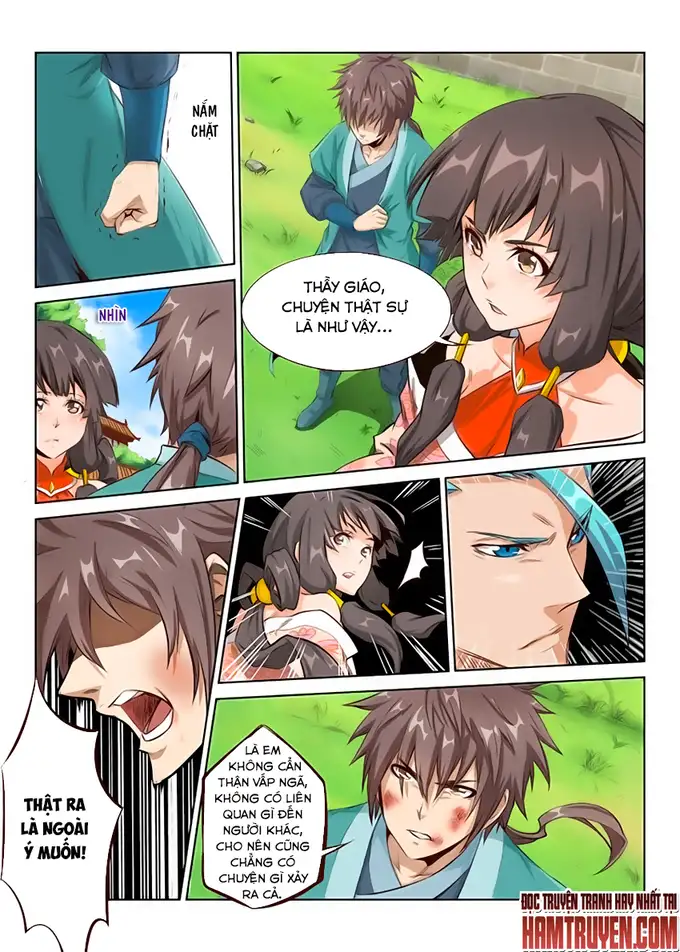 NẮM
CHẶT
THẦY GIÁO,
CHUYỆN THẬT SỰ
LÀ NHƯ VẬY...
NHÌN
THẬT RA
LÀ NGOÀI
Ý MUỐN!
LÀ EM
KHÔNG CẨN
THẬN VẤP NGÃ,
KHÔNG CÓ LIÊN
QUAN GÌ ĐẾN
NGƯỜI KHÁC,
CHO NÊN CŨNG
CHẲNG CÓ
CHUYỆN GÌ XẢY
RA CẢ.
ĐỌC TRUYỆN TRANH HAY NHẤT TẠI
HAMTRUYEN.COM